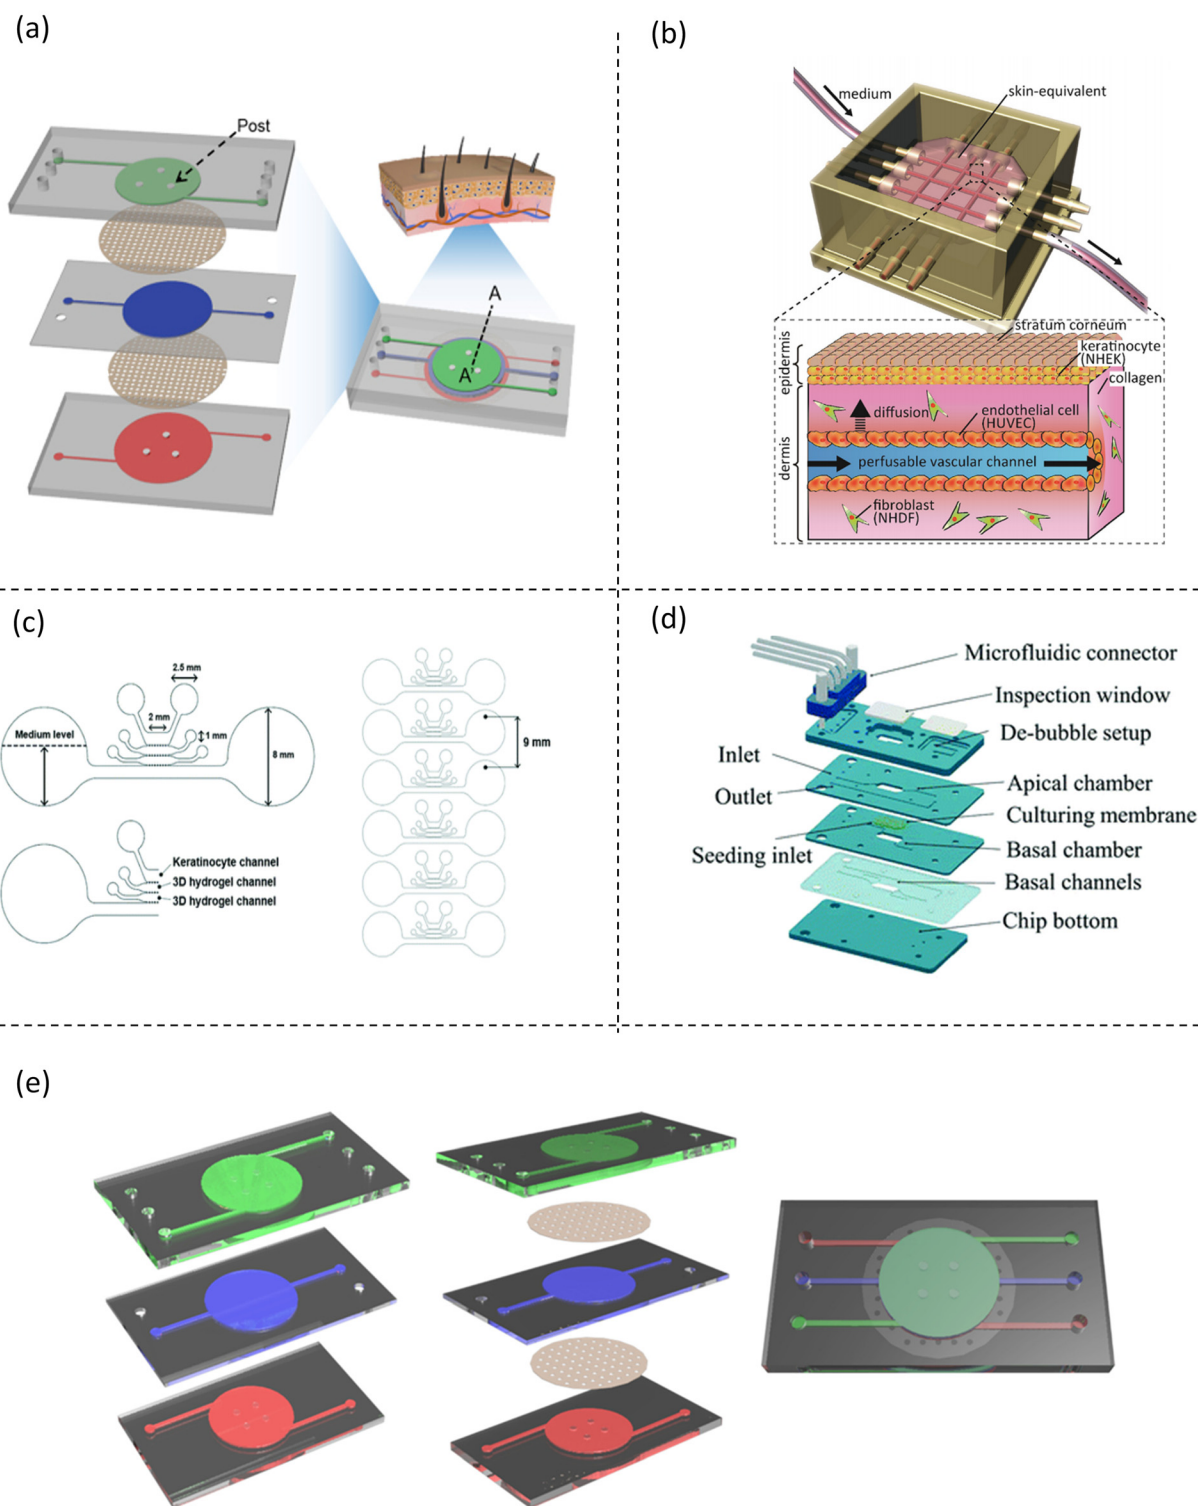 (a)
Post
A
A'
(b)
medium
skin-equivalent
stratum corneum
keratinocyte
(NHEK)
collagen
epidermis
diffusion
endothelial cell
(HUVEC)
dermis
perfusable vascular channel
fibroblast
(NHDF)
(c)
2.5 mm
2 mm
1 mm
Medium level
8 mm
9 mm
Keratinocyte channel
3D hydrogel channel
3D hydrogel channel
(d)
Microfluidic connector
Inspection window
De-bubble setup
Inlet
Apical chamber
Outlet
Culturing membrane
Seeding inlet
Basal chamber
Basal channels
Chip bottom
(e)